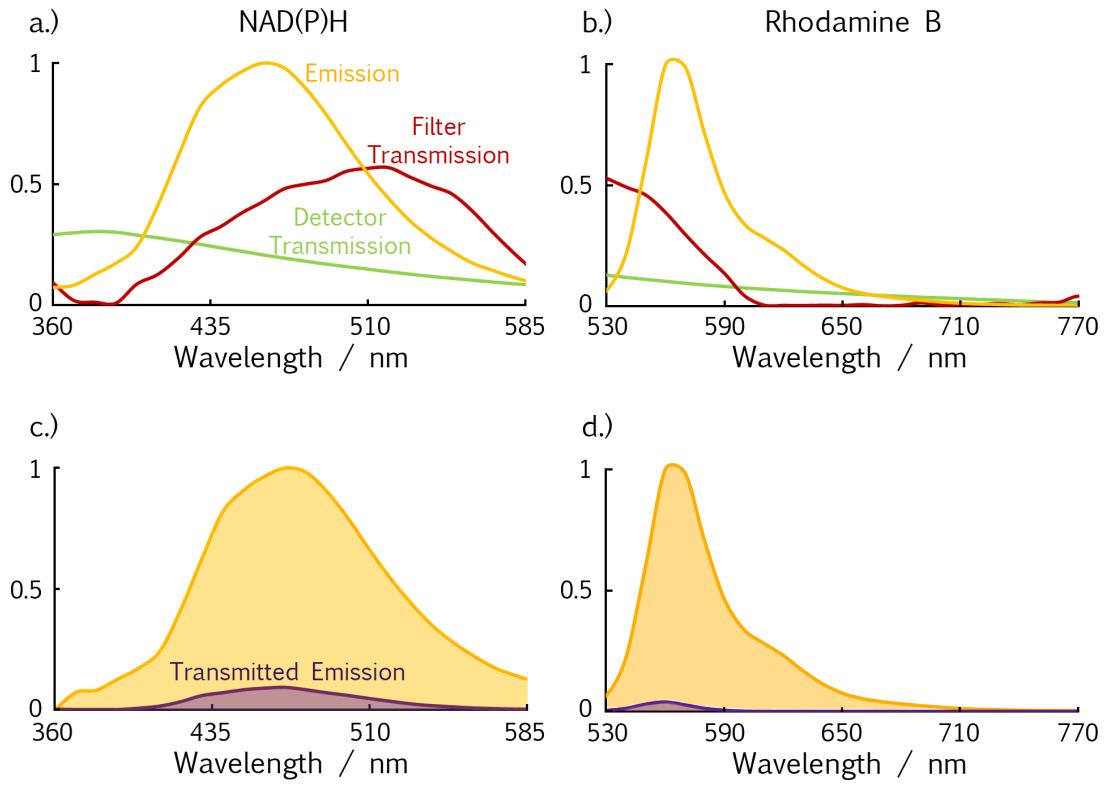 a.)
NAD(P)H
b.)
Rhodamine B
1
Emission
Filter
Transmission
0.5
Detector
Transmission
0
360
435
510
585
Wavelength / nm
1
0.5
0
530
590
650
710
770
Wavelength / nm
c.)
1
0.5
Transmitted Emission
0
360
435
510
585
Wavelength / nm
d.)
1
0.5
0
530
590
650
710
770
Wavelength / nm